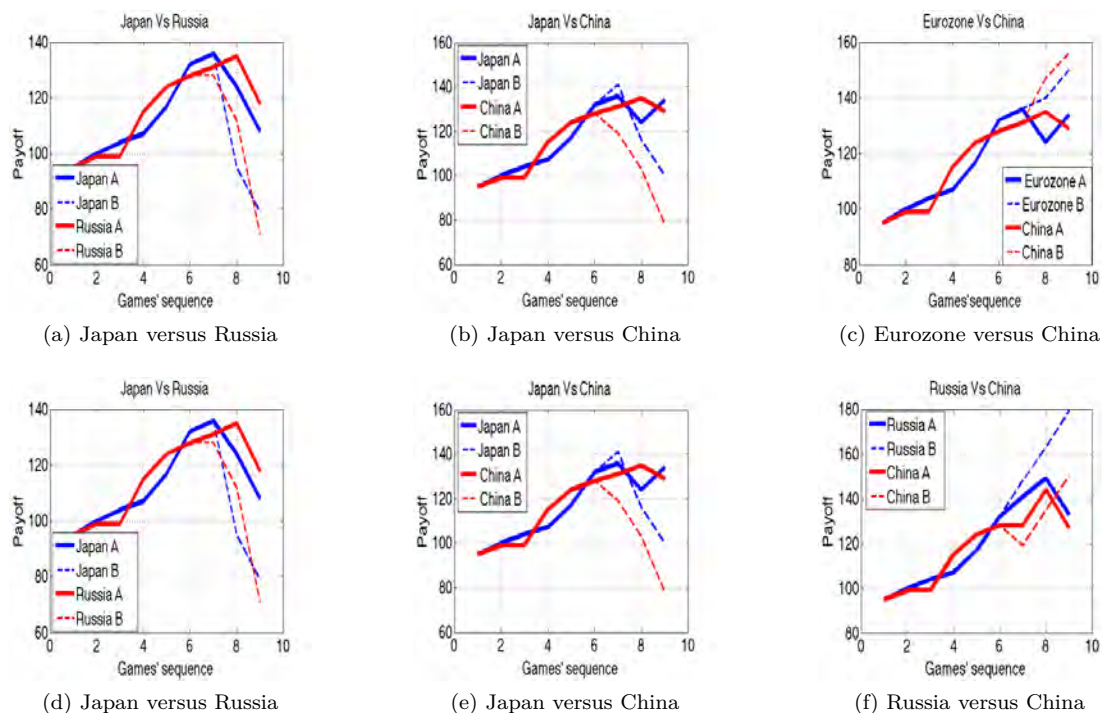 Japan Vs Russia
140
120
100
80
60
0 2 4 6 8 10
Payoff
Games' sequence
Japan A
Japan B
Russia A
Russia B
(a) Japan versus Russia
Japan Vs China
160
140
120
100
80
60
0 2 4 6 8 10
Payoff
Games' sequence
Japan A
Japan B
China A
China B
(b) Japan versus China
Eurozone Vs China
160
140
120
100
80
0 2 4 6 8 10
Payoff
Games' sequence
Eurozone A
Eurozone B
China A
China B
(c) Eurozone versus China
Japan Vs Russia
140
120
100
80
60
0 2 4 6 8 10
Payoff
Games' sequence
Japan A
Japan B
Russia A
Russia B
(d) Japan versus Russia
Japan Vs China
160
140
120
100
80
60
0 2 4 6 8 10
Payoff
Games' sequence
Japan A
Japan B
China A
China B
(e) Japan versus China
Russia Vs China
180
160
140
120
100
80
0 2 4 6 8 10
Payoff
Games' sequence
Russia A
Russia B
China A
China B
(f) Russia versus China